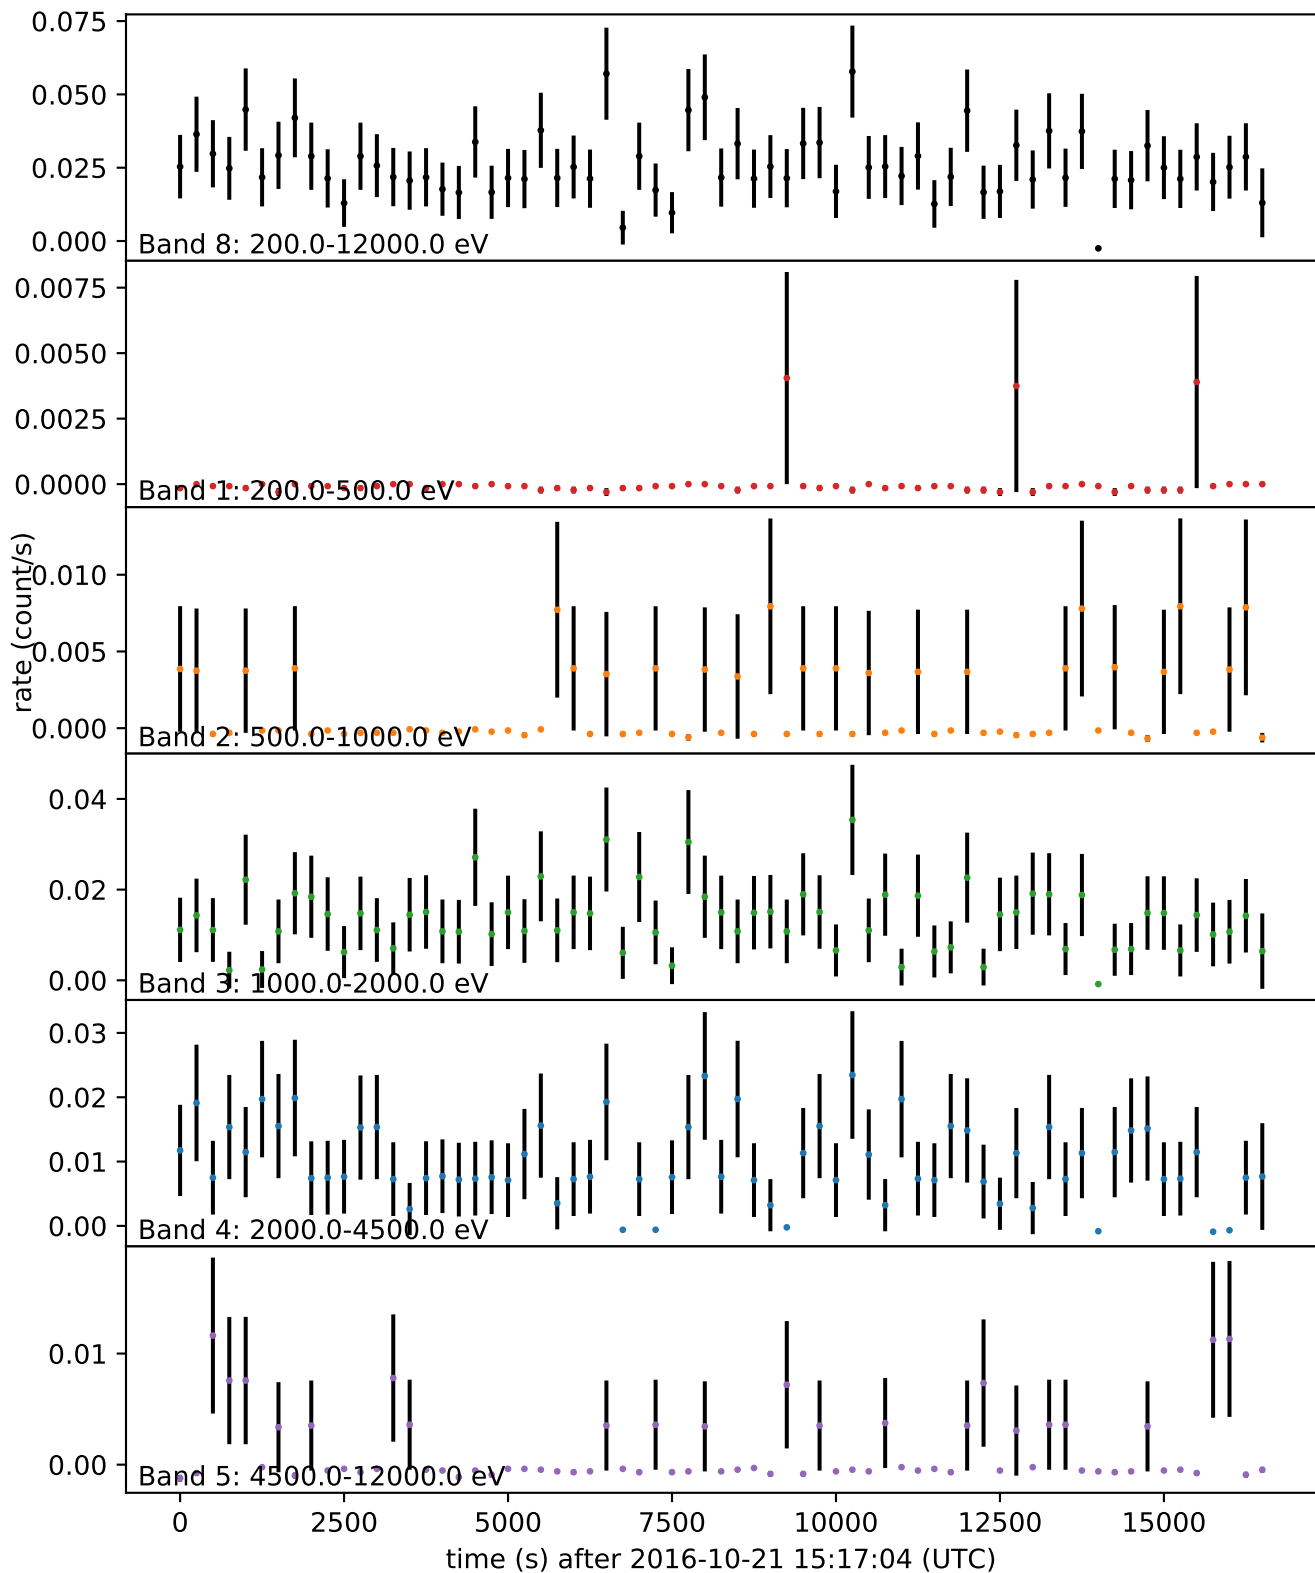 0.075
0.050
0.025
0.000
Band 8: 200.0-12000.0 eV
0.0075
0.0050
0.0025
0.0000
Band 1: 200.0-500.0 eV
rate (count/s)
0.010
0.005
0.000
Band 2: 500.0-1000.0 eV
0.04
0.02
0.00
Band 3: 1000.0-2000.0 eV
0.03
0.02
0.01
0.00
Band 4: 2000.0-4500.0 eV
0.01
0.00
Band 5: 4500.0-12000.0 eV
0 2500 5000 7500 10000 12500 15000
time (s) after 2016-10-21 15:17:04 (UTC)